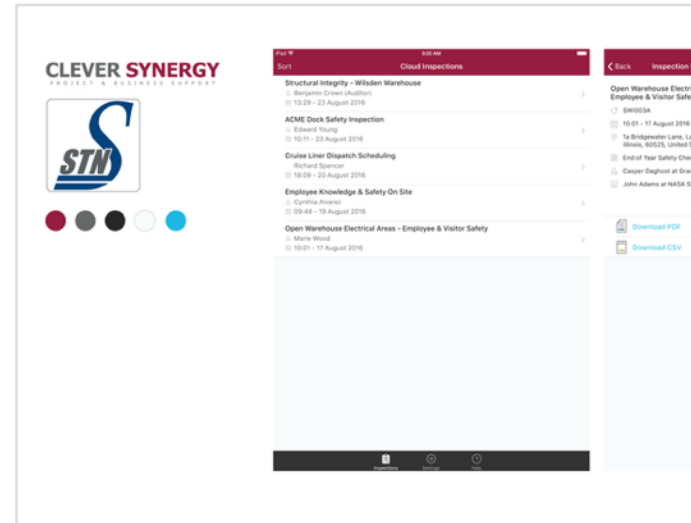 CLEVER SYNERGY
PROJECT & BUSINESS SUPPORT
STN
iPad
9:00 AM
Sort
Cloud Inspections
Structural Integrity - Wilsden Warehouse
Benjamin Crown (Auditor)
13:29 - 23 August 2016
ACME Dock Safety Inspection
Edward Young
10:11 - 23 August 2016
Cruise Liner Dispatch Scheduling
Richard Spencer
18:09 - 20 August 2016
Employee Knowledge & Safety On Site
Cynthia Alvarez
09:44 - 19 August 2016
Open Warehouse Electrical Areas - Employee & Visitor Safety
Marie Wood
10:01 - 17 August 2016
Inspections
Settings
Help
Back
Inspection
Open Warehouse Electri
Employee & Visitor Safe
SWG03A
10:01 - 17 August 2016
1a Bridgewater Lane, La
Illinois, 60525, United S
End of Year Safety Chec
Casper Daghost at Gra
John Adams at NASA S
Download PDF
Download CSV